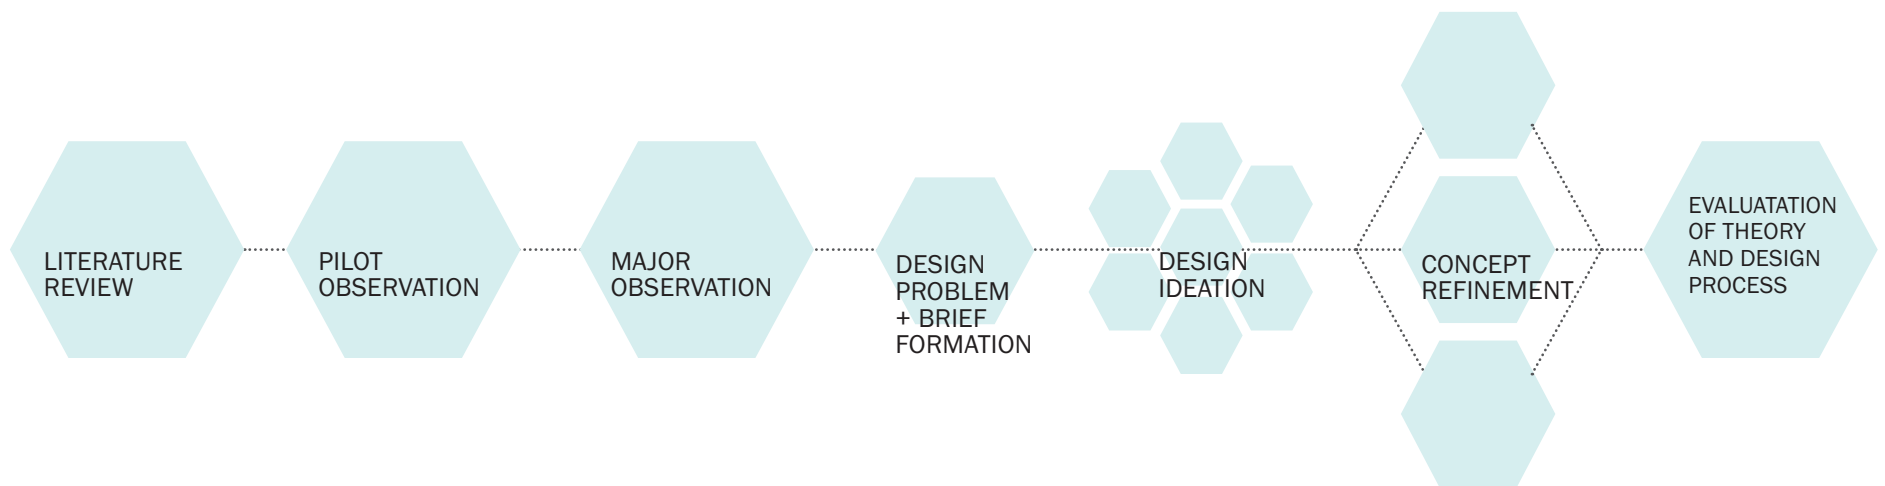 LITERATURE
REVIEW
PILOT
OBSERVATION
MAJOR
OBSERVATION
DESIGN
PROBLEM
+ BRIEF
FORMATION
DESIGN
IDEATION
CONCEPT
REFINEMENT
EVALUATATION
OF THEORY
AND DESIGN
PROCESS